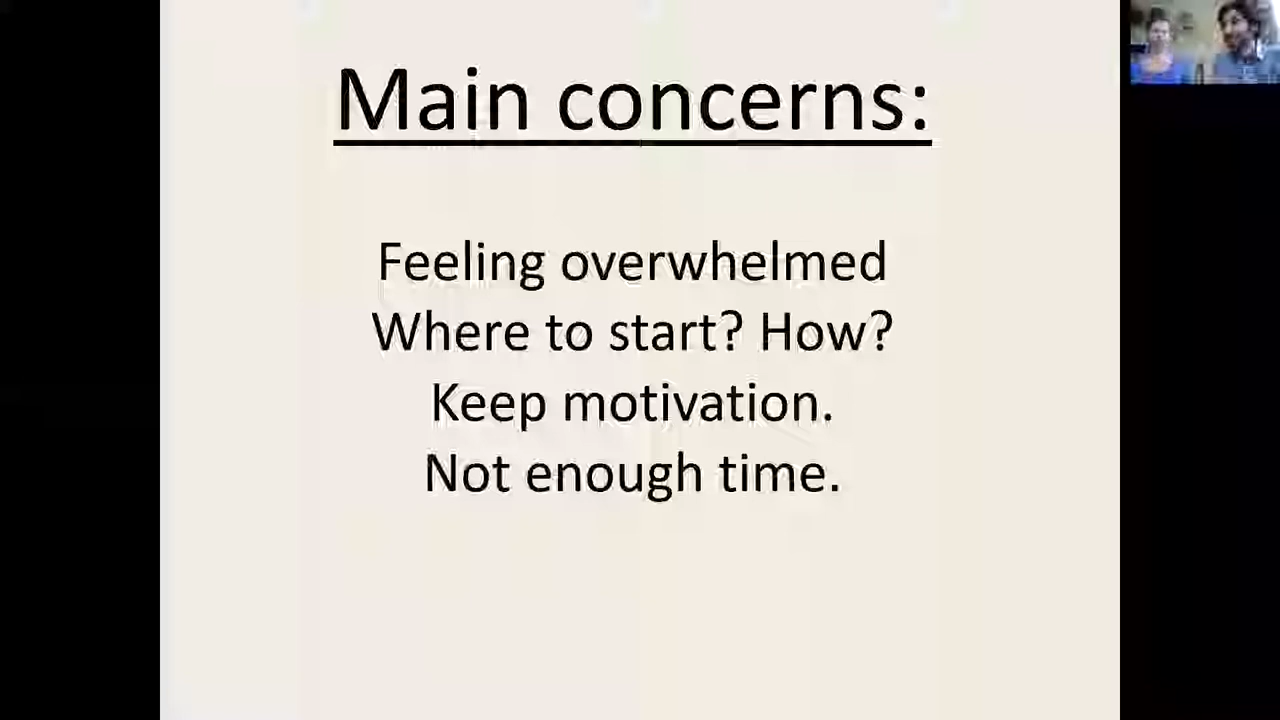 Main concerns:
Feeling overwhelmed
Where to start? How?
Keep motivation.
Not enough time.